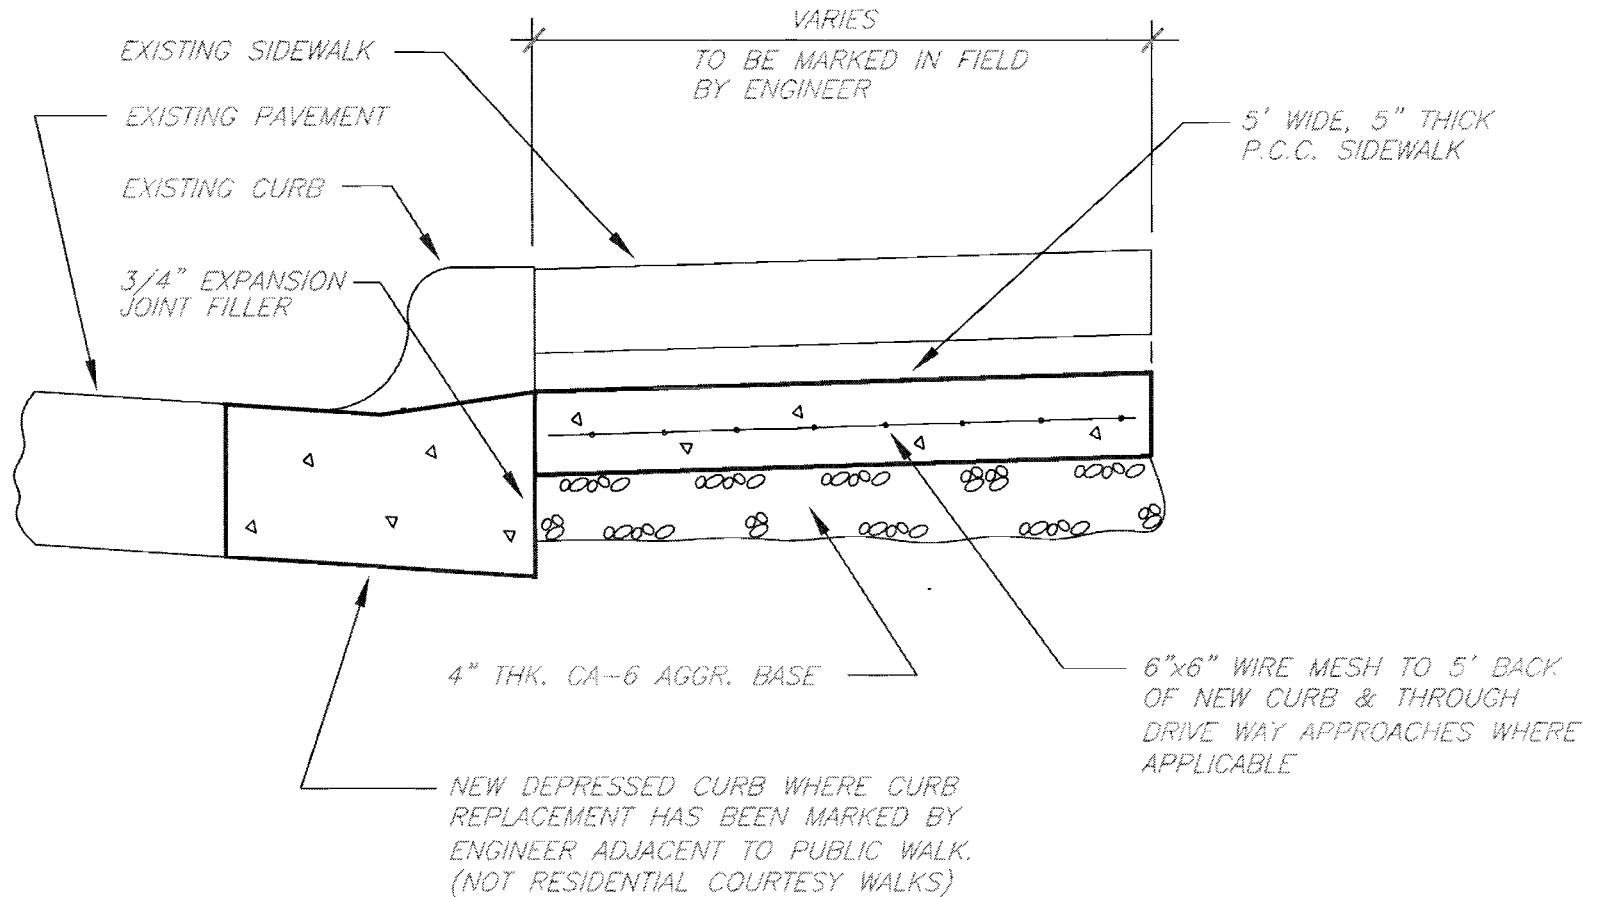 VARIES
TO BE MARKED IN FIELD
BY ENGINEER
EXISTING SIDEWALK
EXISTING PAVEMENT
EXISTING CURB
3/4" EXPANSION
JOINT FILLER
5' WIDE, 5" THICK
P.C.C. SIDEWALK
4" THK. CA-6 AGGR. BASE
6"x6" WIRE MESH TO 5' BACK
OF NEW CURB & THROUGH
DRIVE WAY APPROACHES WHERE
APPLICABLE
NEW DEPRESSED CURB WHERE CURB
REPLACEMENT HAS BEEN MARKED BY
ENGINEER ADJACENT TO PUBLIC WALK.
(NOT RESIDENTIAL COURTESY WALKS)